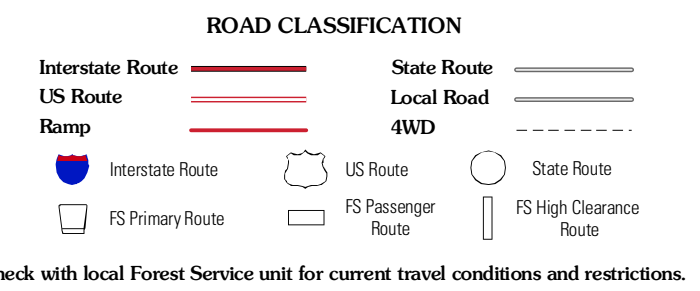 ROAD CLASSIFICATION
Interstate Route
State Route
US Route
Local Road
Ramp
4WD
Interstate Route
US Route
State Route
FS Primary Route
FS Passenger
Route
FS High Clearance
Route
with local Forest Service unit for current travel conditions and restrictions.